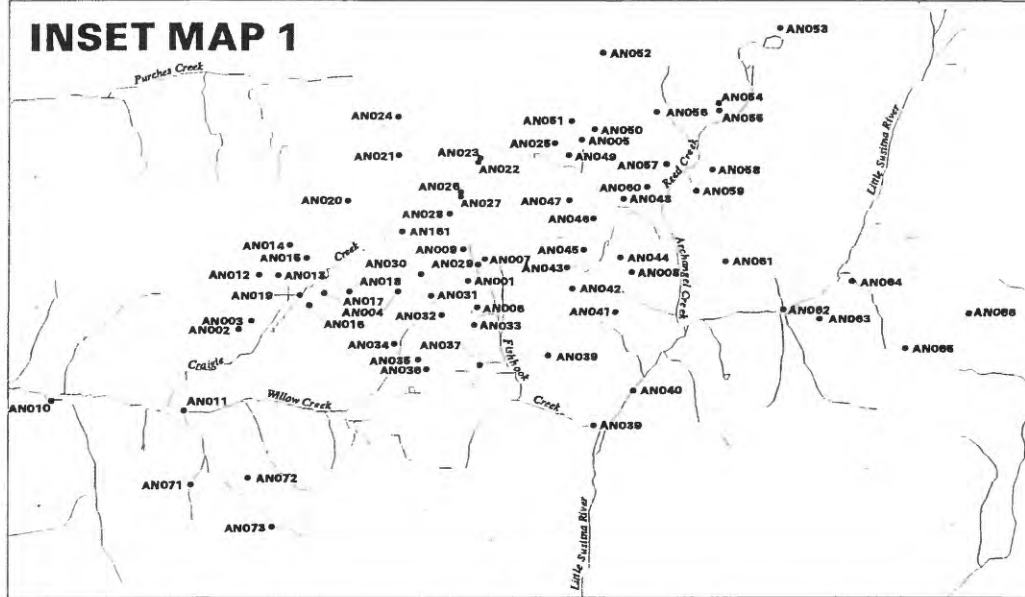 INSET MAP 1
AN053
AN052
Purches Creek
AN054
AN056
AN055
AN024
AN051
AN050
AN005
AN025
AN049
AN023
AN021
AN022
AN057
AN058
Reed Creek
Little Susima River
AN060
AN059
AN026
AN027
AN020
AN047
AN048
AN028
AN046
AN161
AN014
AN009
AN045
AN015
Creek
AN007
AN044
AN030
AN029
AN043
AN008
AN061
Archangel Creek
AN012
AN013
AN018
AN001
AN064
AN019
AN017
AN031
AN042
AN004
AN006
AN041
AN062
AN063
AN066
AN003
AN016
AN032
AN002
AN033
AN034
AN037
Fishhook
AN035
AN039
AN065
Craigie
AN036
AN040
Willow Creek
AN010
AN011
Creek
AN039
AN071
AN072
AN073
Little Susima River